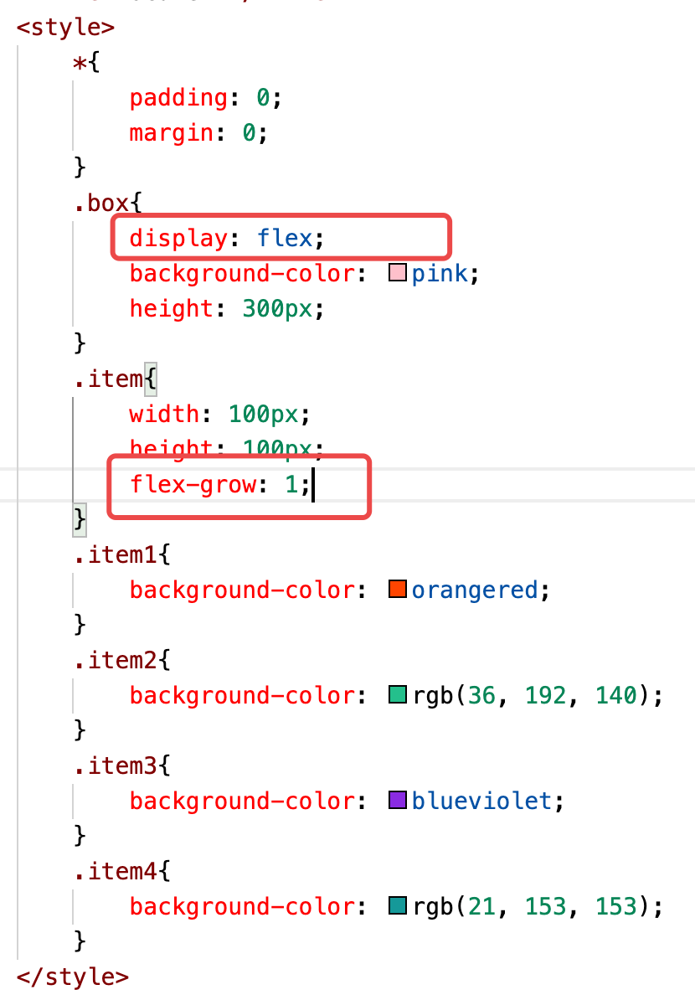 <style>
*{
padding: 0;
margin: 0;
}
.box{
display: flex;
background-color: pink;
height: 300px;
}
.item{
width: 100px;
height: 100px;
flex-grow: 1;
}
.item1{
background-color: orangered;
}
.item2{
background-color: rgb(36, 192, 140);
}
.item3{
background-color: blueviolet;
}
.item4{
background-color: rgb(21, 153, 153);
}
</style>